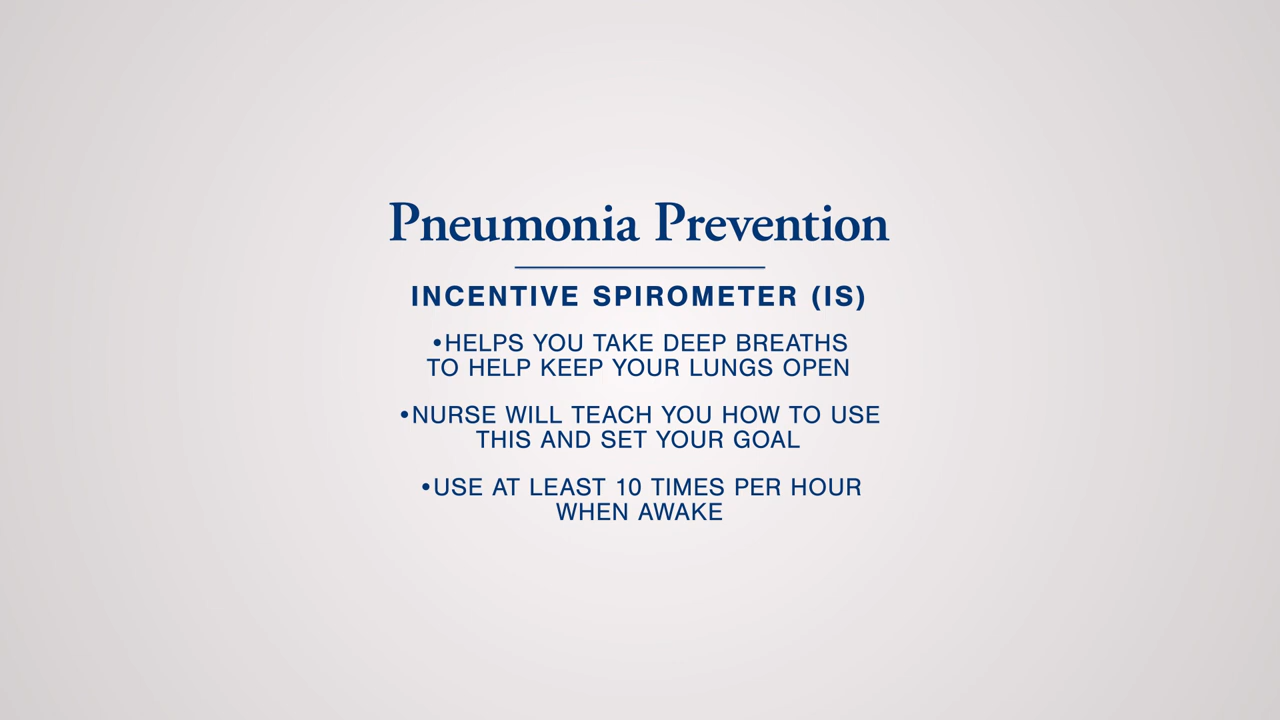 Pneumonia Prevention
INCENTIVE SPIROMETER (IS)
•HELPS YOU TAKE DEEP BREATHS
TO HELP KEEP YOUR LUNGS OPEN
•NURSE WILL TEACH YOU HOW TO USE
THIS AND SET YOUR GOAL
•USE AT LEAST 10 TIMES PER HOUR
WHEN AWAKE